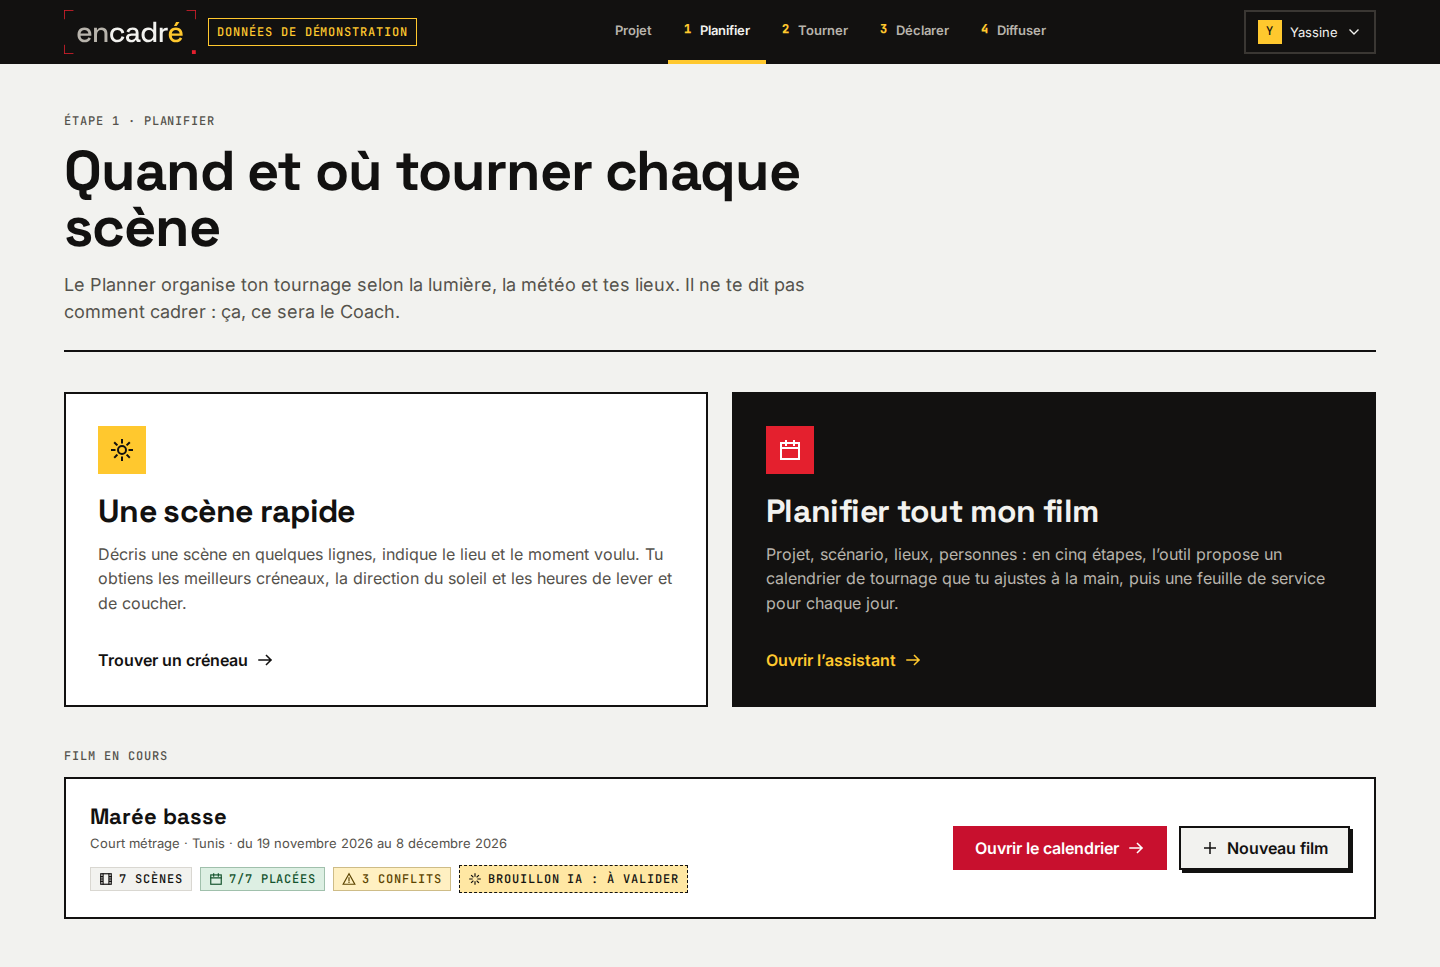 encadré
DONNÉES DE DÉMONSTRATION
Projet
1 Planifier
2 Tourner
3 Déclarer
4 Diffuser
Y Yassine
ÉTAPE 1 · PLANIFIER
Quand et où tourner chaque
scène
Le Planner organise ton tournage selon la lumière, la météo et tes lieux. Il ne te dit pas
comment cadrer : ça, ce sera le Coach.
Une scène rapide
Décris une scène en quelques lignes, indique le lieu et le moment voulu. Tu
obtiens les meilleurs créneaux, la direction du soleil et les heures de lever et
de coucher.
Trouver un créneau
Planifier tout mon film
Projet, scénario, lieux, personnes : en cinq étapes, l’outil propose un
calendrier de tournage que tu ajustes à la main, puis une feuille de service
pour chaque jour.
Ouvrir l’assistant
FILM EN COURS
Marée basse
Court métrage · Tunis · du 19 novembre 2026 au 8 décembre 2026
7 SCÈNES
7/7 PLACÉES
3 CONFLITS
BROUILLON IA : À VALIDER
Ouvrir le calendrier
Nouveau film